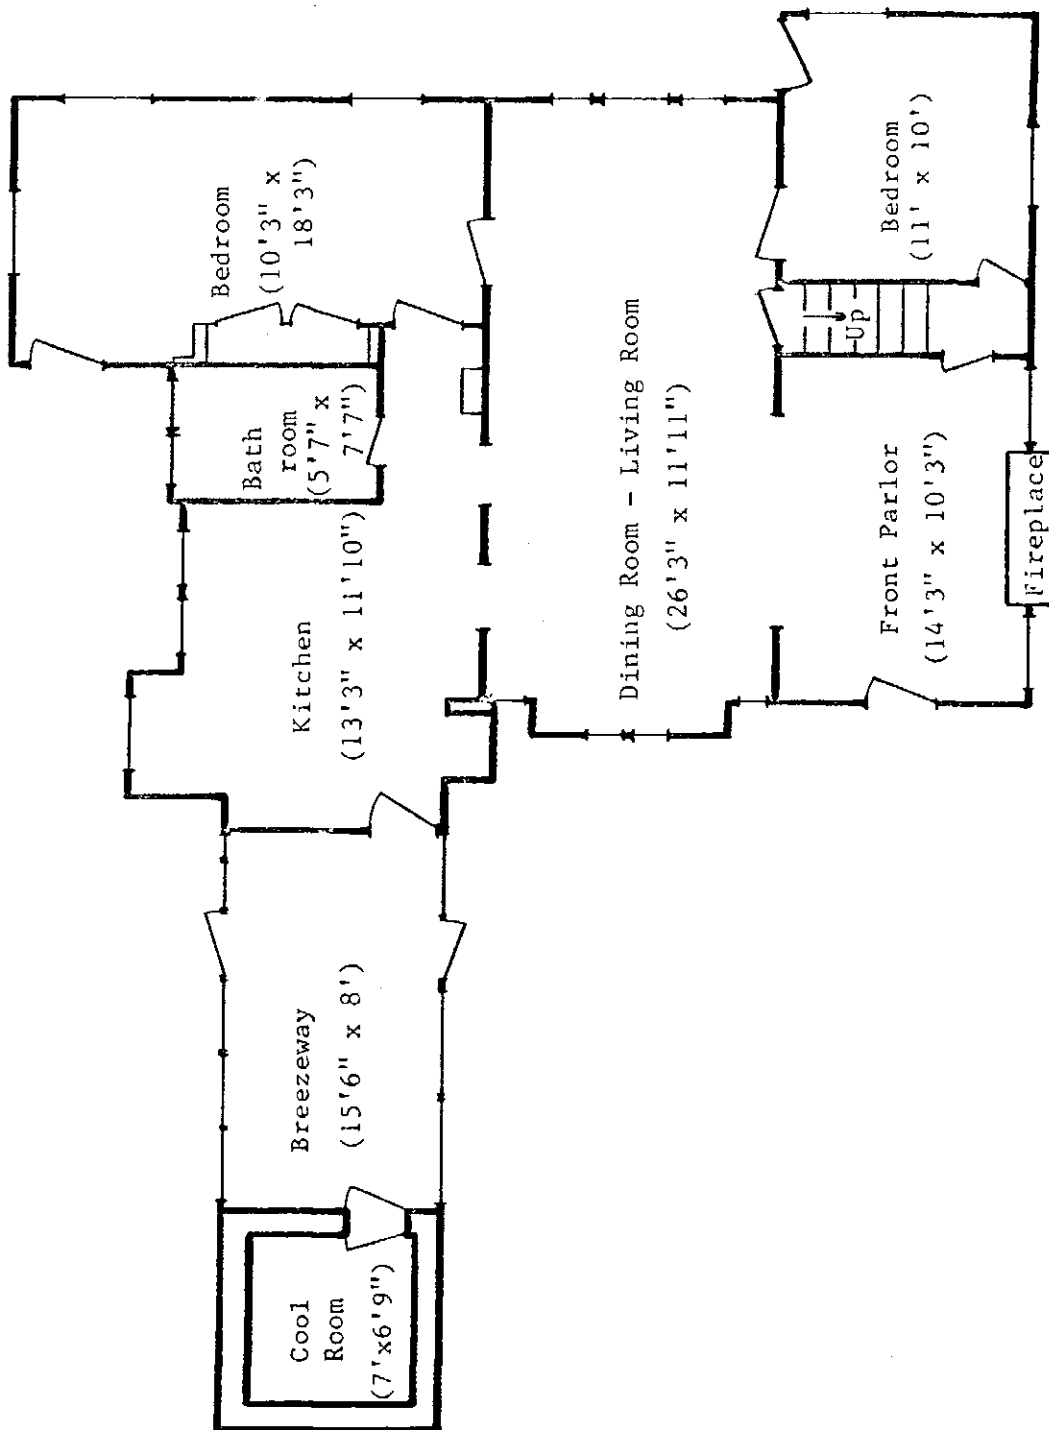 Bedroom
(10'3" x
18'3")
Bath
room
(5'7" x
7'7")
Kitchen
(13'3" x 11'10")
Breezeway
(15'6" x 8')
Cool
Room
(7'x6'9")
Dining Room - Living Room
(26'3" x 11'11")
Bedroom
(11' x 10')
Up
Front Parlor
(14'3" x 10'3")
Fireplace